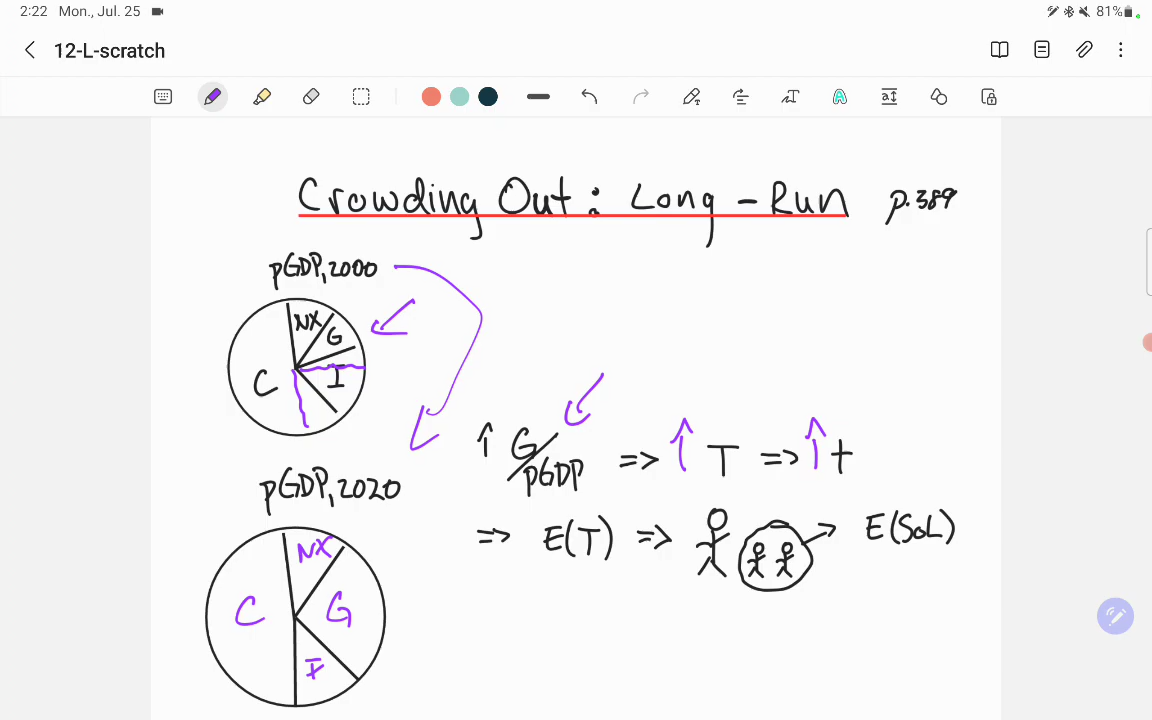 2:22 Mon., Jul. 25
81%
12-L-scratch
Crowding Out: Long-Run p.389
pGDP,2000
NX
G
C
I
↑ G/pGDP => ↑ T => ↑ t
pGDP,2020
=> E(T) => → E(SoL)
NX
C
G
I